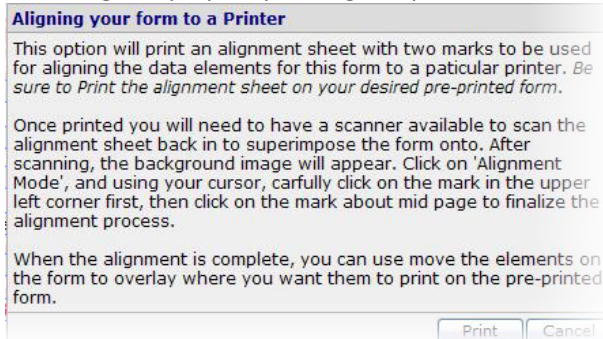 Aligning your form to a Printer
This option will print an alignment sheet with two marks to be used
for aligning the data elements for this form to a paticular printer. Be
sure to Print the alignment sheet on your desired pre-printed form.
Once printed you will need to have a scanner available to scan the
alignment sheet back in to superimpose the form onto. After
scanning, the background image will appear. Click on 'Alignment
Mode', and using your cursor, carfully click on the mark in the upper
left corner first, then click on the mark about mid page to finalize the
alignment process.
When the alignment is complete, you can use move the elements on
the form to overlay where you want them to print on the pre-printed
form.
Print Cancel